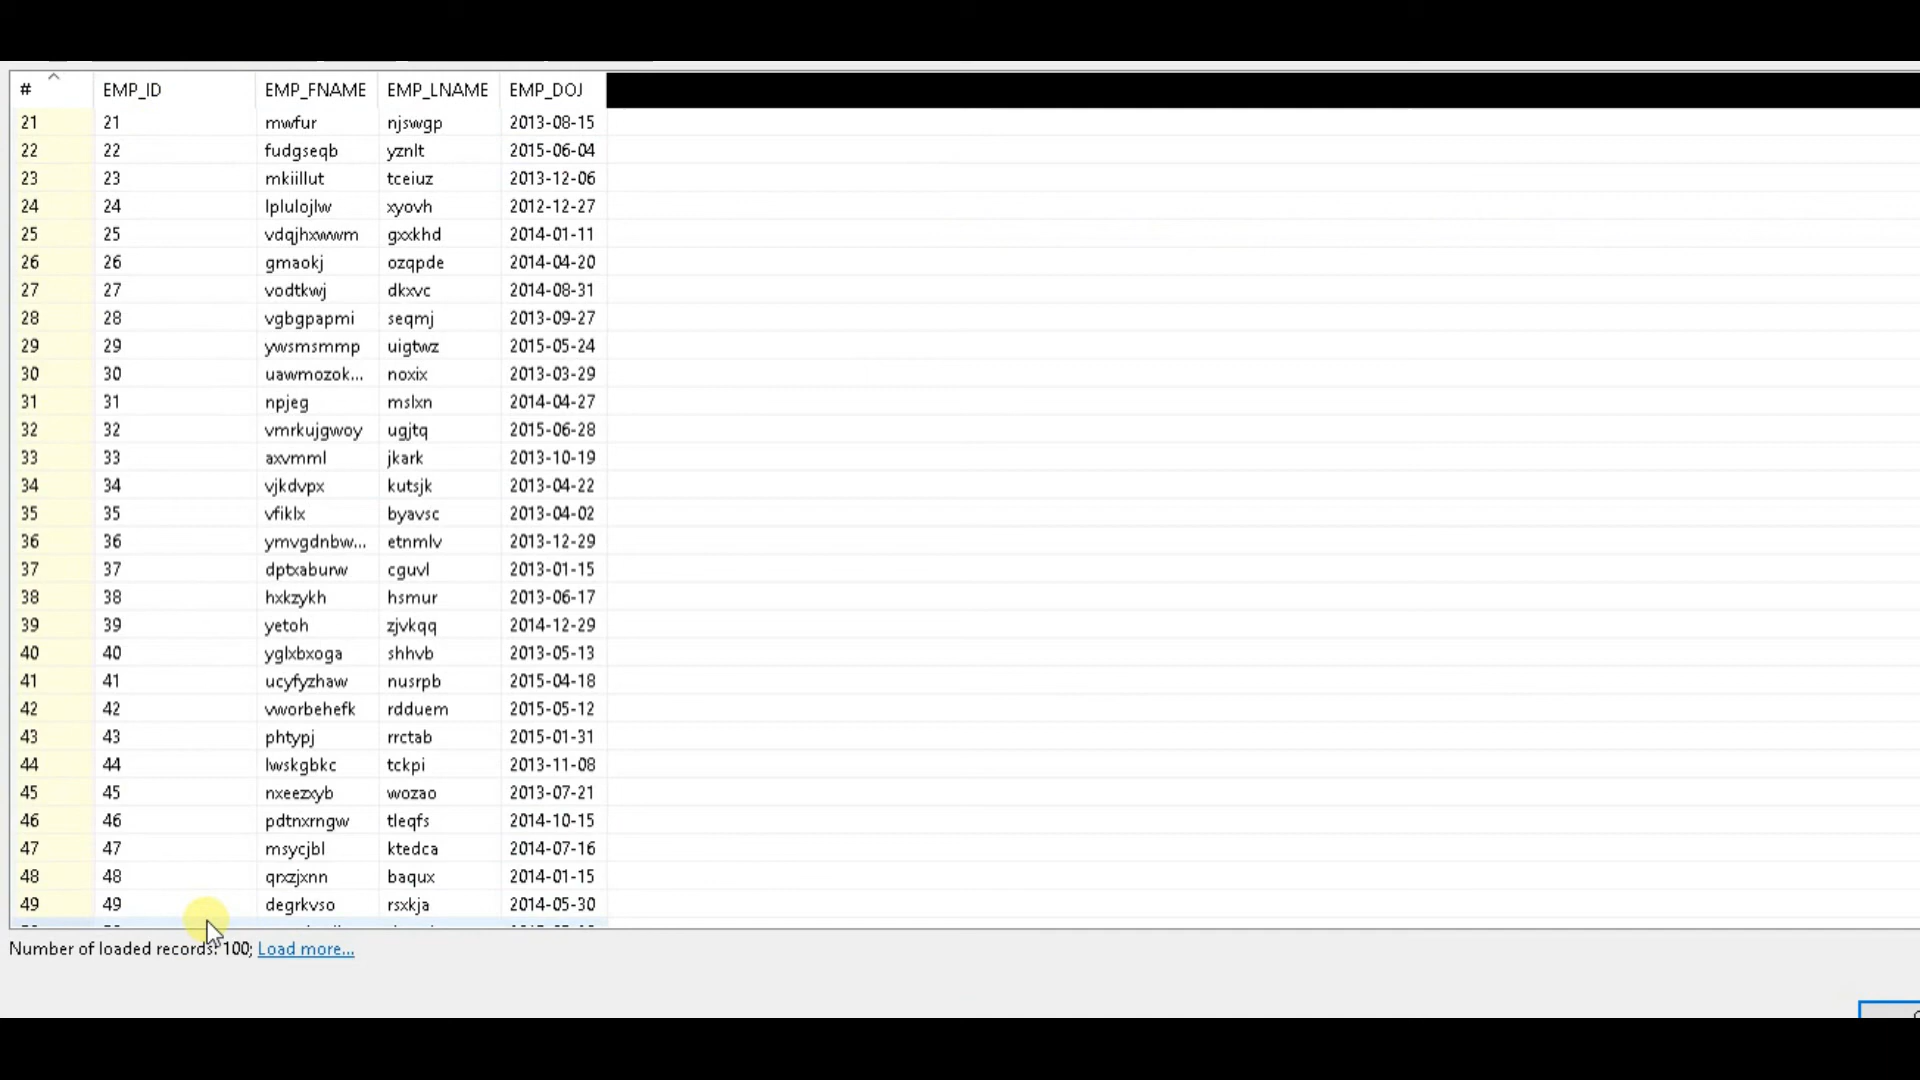 # EMP_ID EMP_FNAME EMP_LNAME EMP_DOJ
21 21 mwfur njswgp 2013-08-15
22 22 fudgseqb yznlt 2015-06-04
23 23 mkiillut tceiuz 2013-12-06
24 24 lplulojlw xyovh 2012-12-27
25 25 vdqjhxwwm gxxkhd 2014-01-11
26 26 gmaokj ozqpde 2014-04-20
27 27 vodtkwj dkxvc 2014-08-31
28 28 vgbgpapmi seqmj 2013-09-27
29 29 ywsmsmmp uigtwz 2015-05-24
30 30 uawmozok... noxix 2013-03-29
31 31 npjeg mslxn 2014-04-27
32 32 vmrkujgwoy ugjtq 2015-06-28
33 33 axvmml jkark 2013-10-19
34 34 vjkdvpx kutsjk 2013-04-22
35 35 vfiklx byavsc 2013-04-02
36 36 ymvgdnbw... etnmlv 2013-12-29
37 37 dptxaburw cguvl 2013-01-15
38 38 hxkzykh hsmur 2013-06-17
39 39 yetoh zjvkqq 2014-12-29
40 40 yglxbxoga shhvb 2013-05-13
41 41 ucyfyzhaw nusrpb 2015-04-18
42 42 vworbehefk rdduem 2015-05-12
43 43 phtypj rrctab 2015-01-31
44 44 lwskgbkc tckpi 2013-11-08
45 45 nxeezxyb wozao 2013-07-21
46 46 pdtnxrngw tleqfs 2014-10-15
47 47 msycjbl ktedca 2014-07-16
48 48 qrxzjxnn baqux 2014-01-15
49 49 degrkvso rsxkja 2014-05-30
Number of loaded records: 100; Load more...